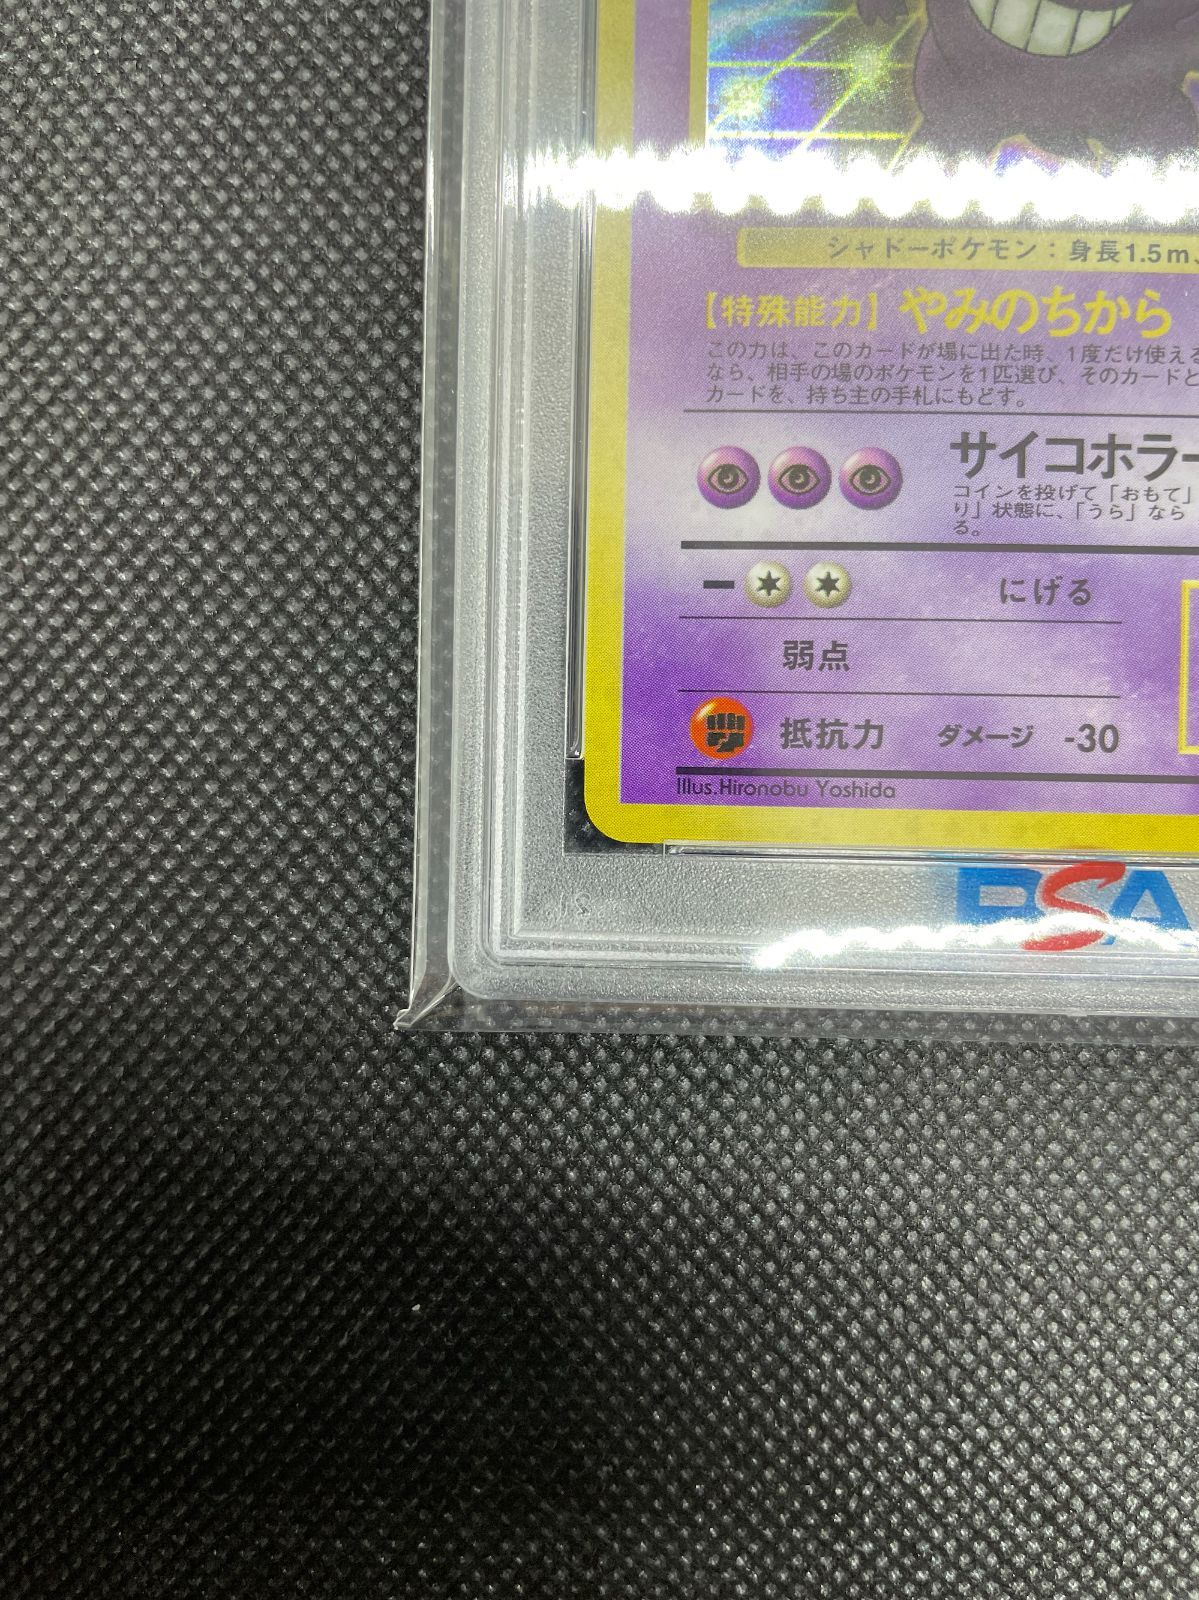 シャドーポケモン：身長1.5m、
【特殊能力】やみのちから
この力は、このカードが場に出た時、1度だけ使える
なら、相手の場のポケモンを1匹選び、そのカードと
カードを、持ち主の手札にもどす。
サイコホラー
コインを投げて「おもて」
り」状態に、「うら」なら
る。
にげる
弱点
抵抗力 ダメージ -30
Illus.Hironobu Yoshida
PSA